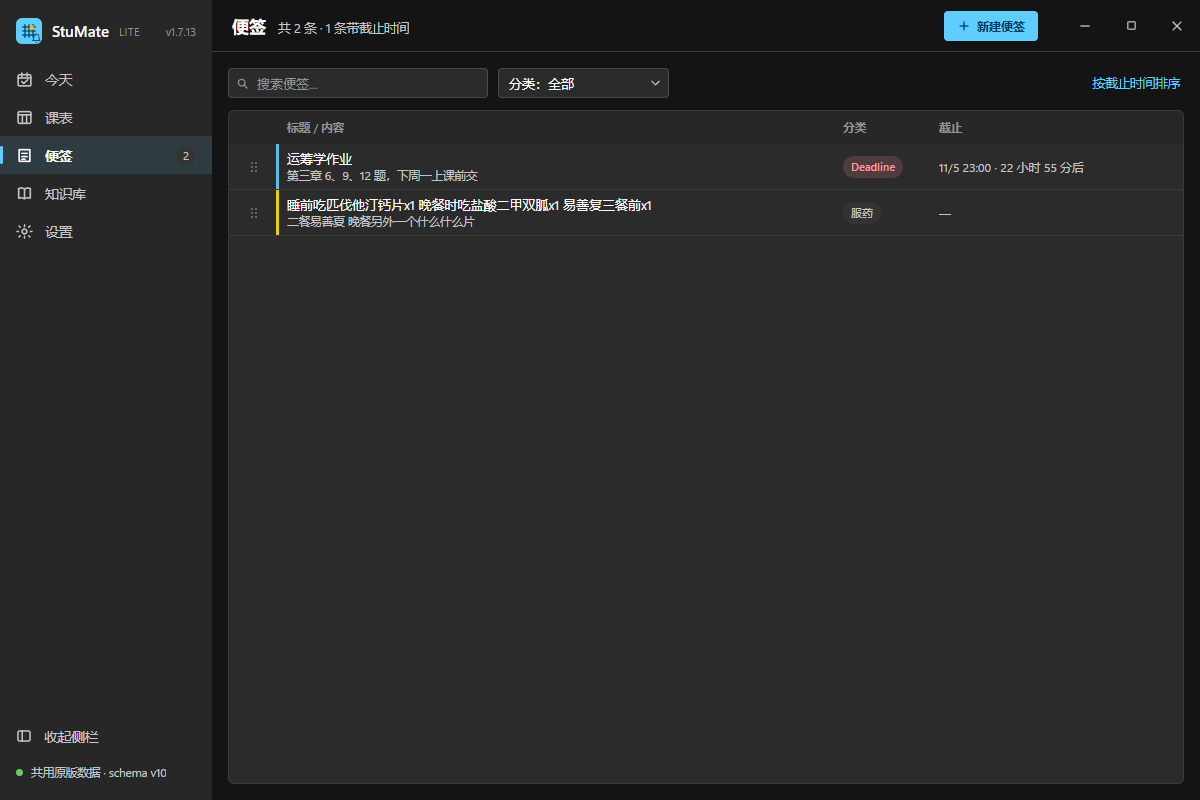 StuMate LITE v1.7.13
今天
课表
便签 2
知识库
设置
收起侧栏
共用原版数据 · schema v10
便签 共 2 条 · 1 条带截止时间
+ 新建便签
搜索便签...
分类：全部
按截止时间排序
标题 / 内容 分类 截止
运筹学作业
第三章 6、9、12 题，下周一上课前交
Deadline
11/5 23:00 · 22 小时 55 分后
睡前吃匹伐他汀钙片x1 晚餐时吃盐酸二甲双胍x1 易善复三餐前x1
二餐易善夏 晚餐另外一个什么什么片
服药
—